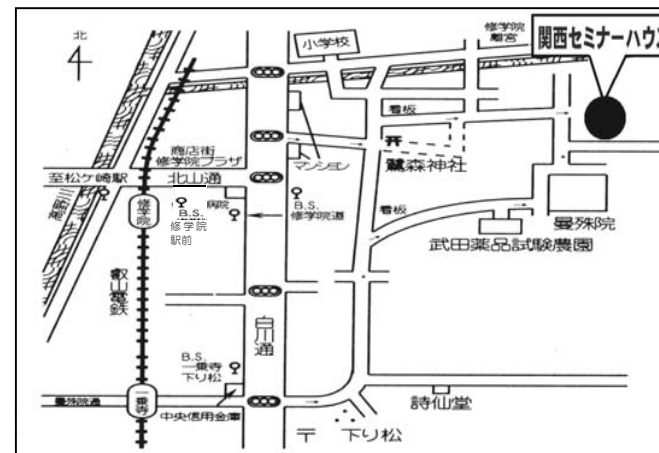 北
小学校
修学院
離宮
関西セミナーハウス
看板
商店街
修学院プラザ
マンション
鷺森神社
至松ケ崎駅
北山通
病院
B.S.
修学院道
B.S.
修学院
駅前
修学院
看板
曼殊院
武田薬品試験農園
叡山電鉄
白川通
B.S.
一乗寺
下り松
曼殊院通
一乗寺
中央信用金庫
詩仙堂
〒
下り松